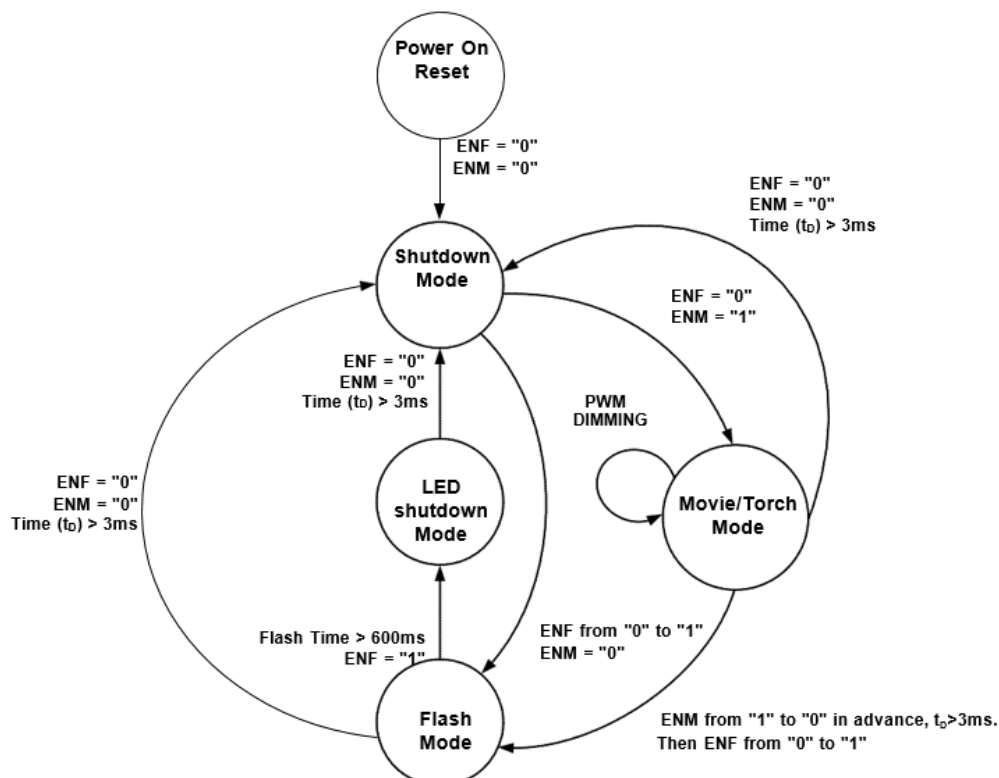 Power On
Reset
ENF = "0"
ENM = "0"
ENF = "0"
ENM = "0"
Time (tD) > 3ms
Shutdown
Mode
ENF = "0"
ENM = "1"
ENF = "0"
ENM = "0"
Time (tD) > 3ms
PWM
DIMMING
ENF = "0"
ENM = "0"
Time (tD) > 3ms
LED
shutdown
Mode
Movie/Torch
Mode
Flash Time > 600ms
ENF = "1"
ENF from "0" to "1"
ENM = "0"
Flash
Mode
ENM from "1" to "0" in advance, tD>3ms.
Then ENF from "0" to "1"